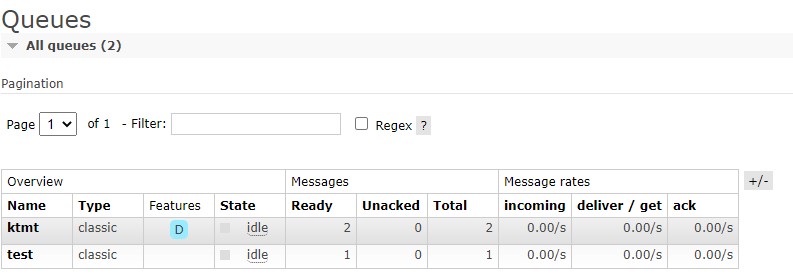 Queues
All queues (2)
Pagination
Page 1 of 1 - Filter: Regex ?
Overview Messages Message rates +/-
Name Type Features State Ready Unacked Total incoming deliver / get ack
ktmt classic D idle 2 0 2 0.00/s 0.00/s 0.00/s
test classic idle 1 0 1 0.00/s 0.00/s 0.00/s